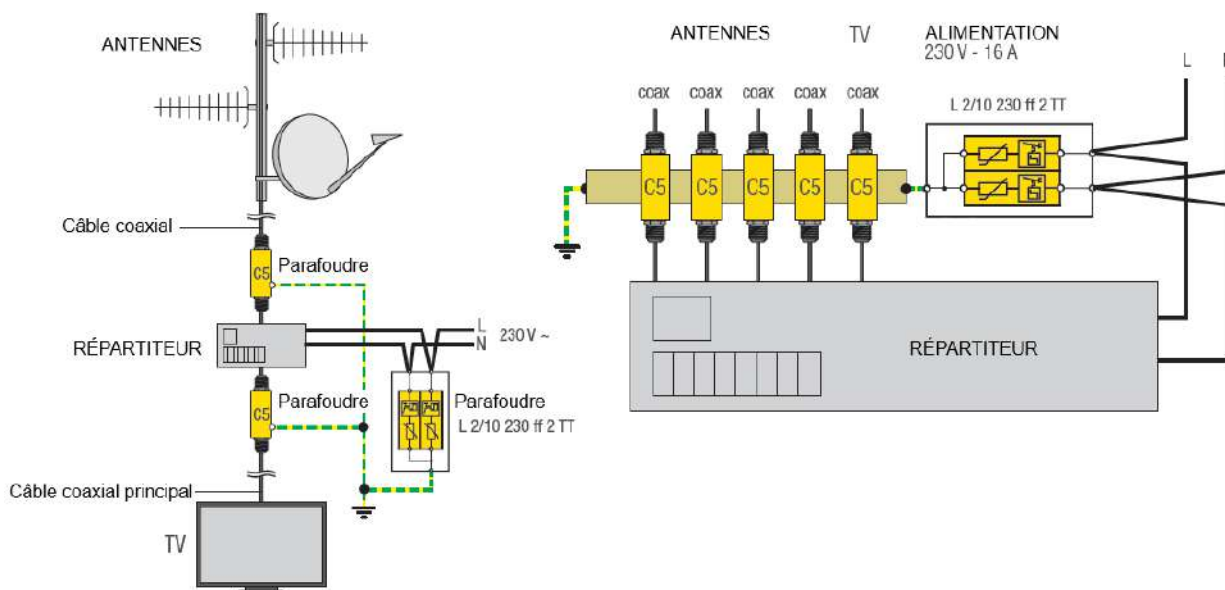 ANTENNES
Câble coaxial
C5
Parafoudre
RÉPARTITEUR
L
N
230 V ~
C5
Parafoudre
Parafoudre
L 2/10 230 ff 2 TT
Câble coaxial principal
TV
ANTENNES
TV
ALIMENTATION
230 V - 16 A
L
coax coax coax coax coax
L 2/10 230 ff 2 TT
C5 C5 C5 C5 C5
RÉPARTITEUR